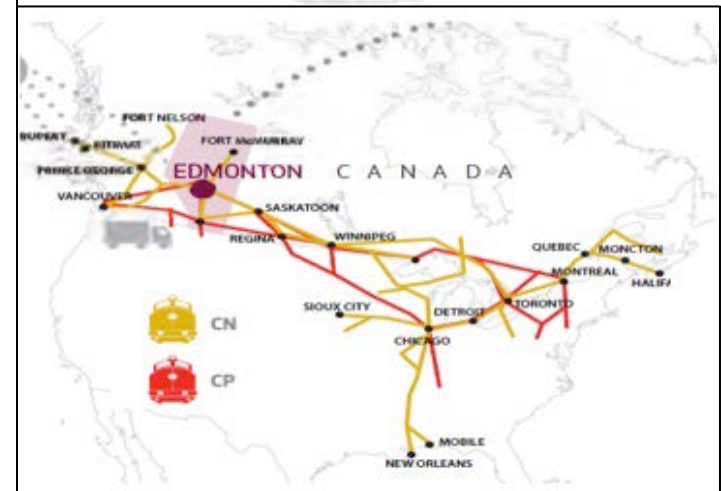 FORT NELSON
RUPERT
KITIMAT
FORT McMURRAY
PRINCE GEORGE
EDMONTON
CANADA
VANCOUVER
SASKATOON
REGINA
WINNIPEG
QUEBEC
MONCTON
MONTREAL
HALIFA
SIOUX CITY
DETROIT
TORONTO
CHICAGO
CN
CP
MOBILE
NEW ORLEANS